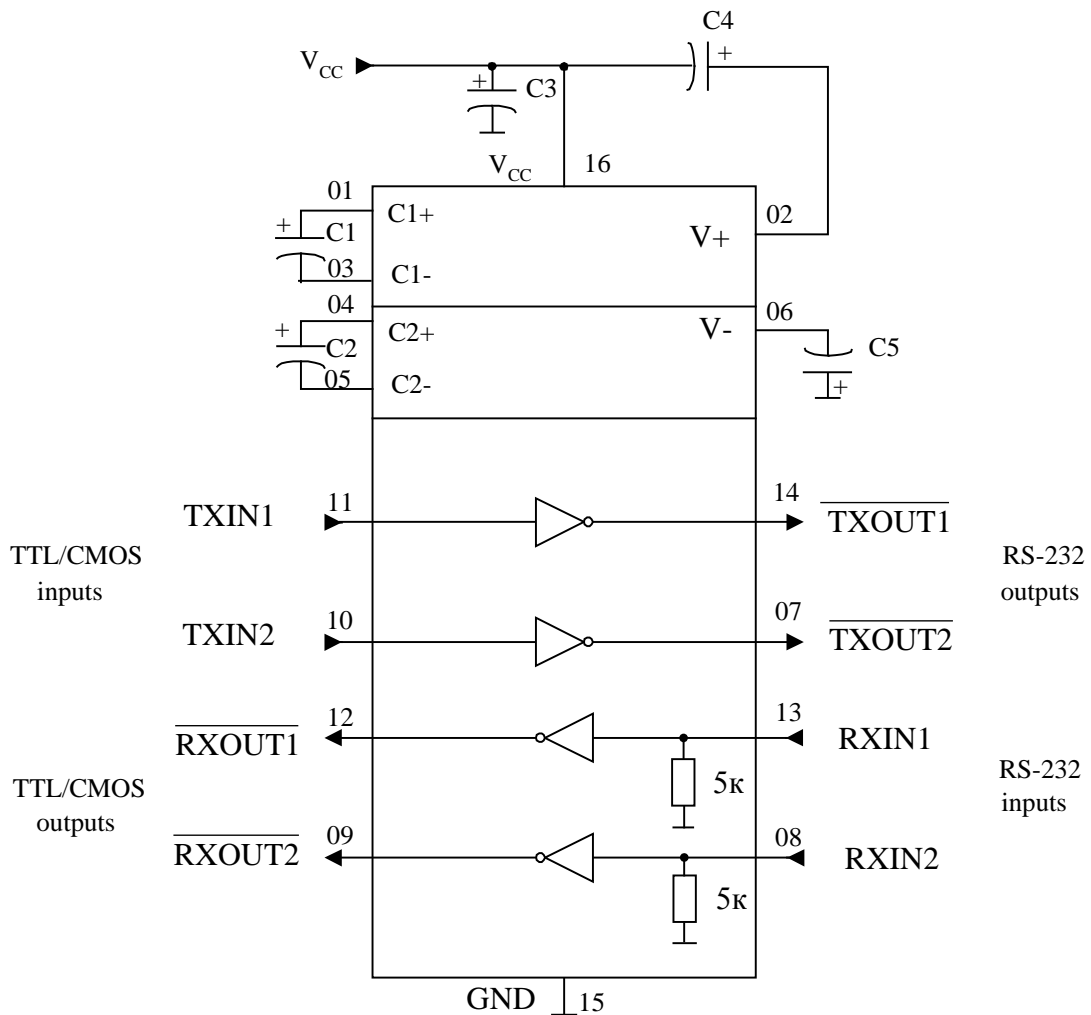 C4
V_CC
+
+
C3
V_CC
16
01
02
C1+
+
C1
V+
03
C1-
04
06
+
C2+
V-
C2
C5
05
C2-
+
11
14
TXIN1
TXOUT1
TTL/CMOS
inputs
RS-232
outputs
10
07
TXIN2
TXOUT2
12
13
RXOUT1
RXIN1
TTL/CMOS
outputs
5к
RS-232
inputs
09
08
RXOUT2
RXIN2
5к
GND
15